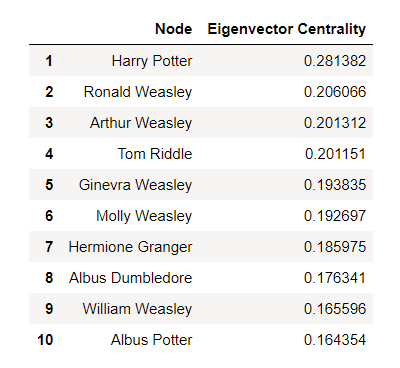 Node Eigenvector Centrality
1 Harry Potter 0.281382
2 Ronald Weasley 0.206066
3 Arthur Weasley 0.201312
4 Tom Riddle 0.201151
5 Ginevra Weasley 0.193835
6 Molly Weasley 0.192697
7 Hermione Granger 0.185975
8 Albus Dumbledore 0.176341
9 William Weasley 0.165596
10 Albus Potter 0.164354